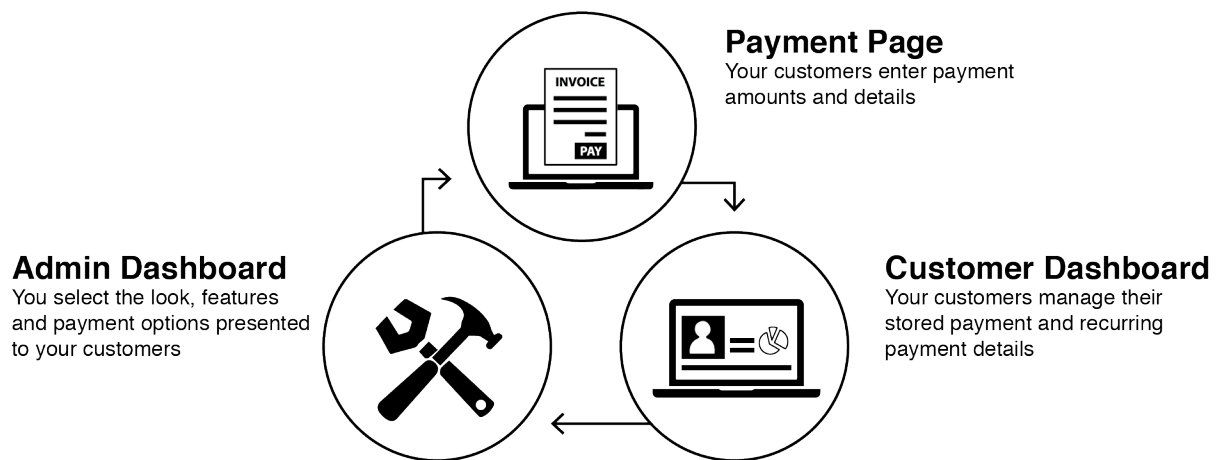 Payment Page
Your customers enter payment
amounts and details
INVOICE
PAY
Admin Dashboard
You select the look, features
and payment options presented
to your customers
Customer Dashboard
Your customers manage their
stored payment and recurring
payment details